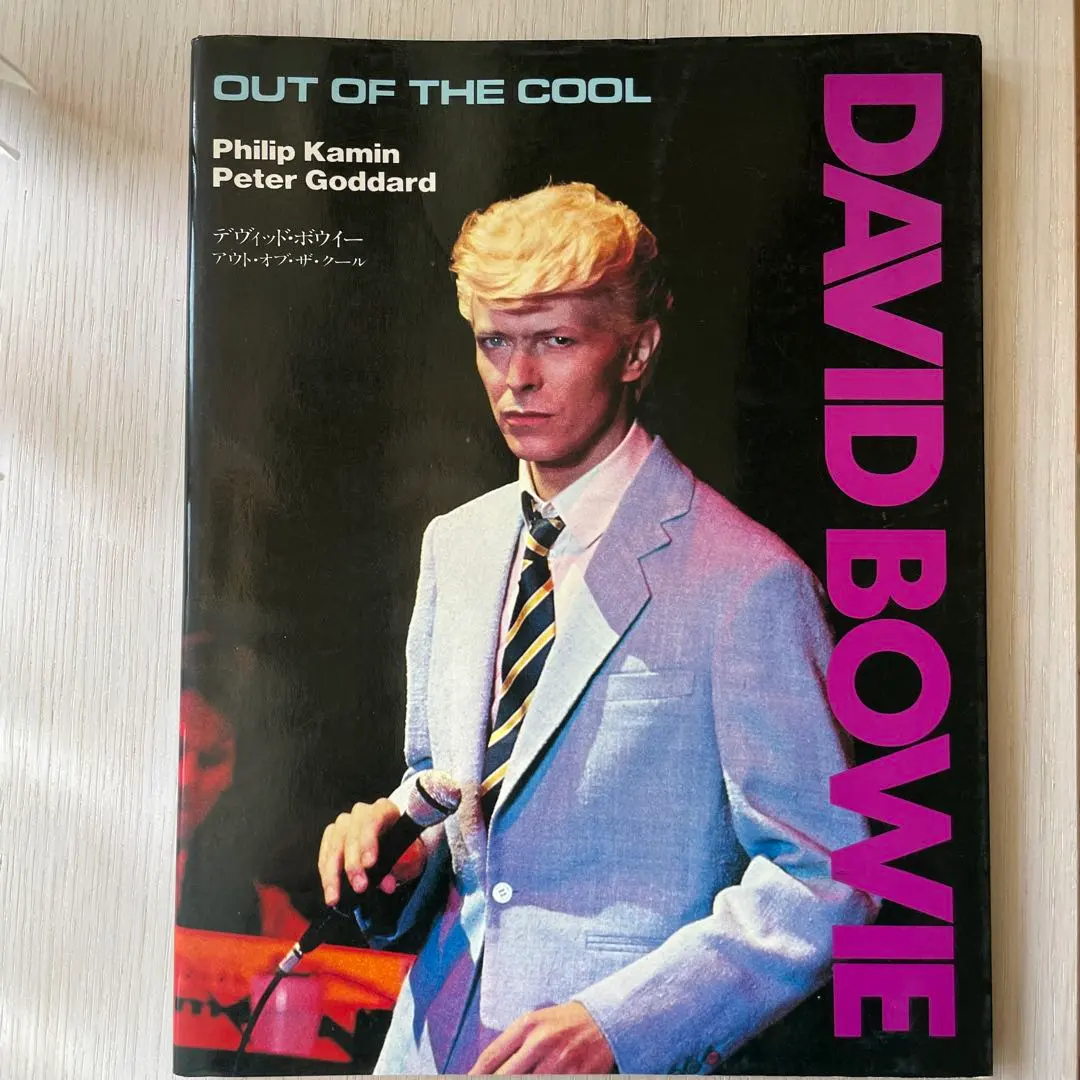 OUT OF THE COOL
Philip Kamin
Peter Goddard
デヴィッド・ボウイー
アウト・オブ・ザ・クール
DAVID BOWIE